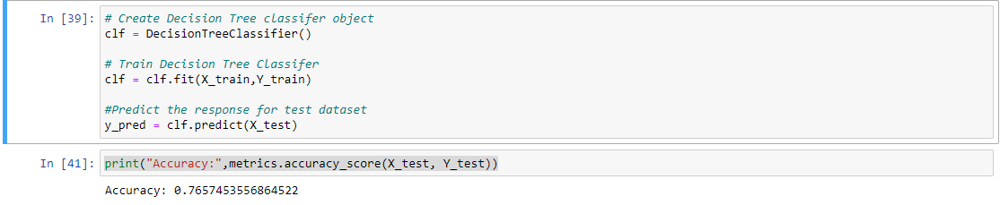 In [39]: # Create Decision Tree classifer object
clf = DecisionTreeClassifier()
# Train Decision Tree Classifer
clf = clf.fit(X_train,Y_train)
#Predict the response for test dataset
y_pred = clf.predict(X_test)
In [41]: print("Accuracy:",metrics.accuracy_score(X_test, Y_test))
Accuracy: 0.7657453556864522